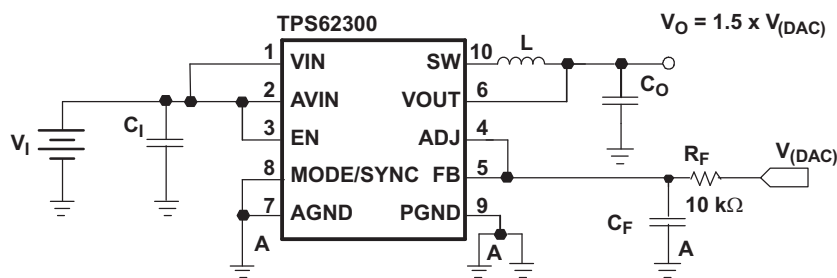 TPS62300
V_O = 1.5 x V_(DAC)
1 VIN SW 10 L
2 AVIN VOUT 6 C_O
V_I C_I 3 EN ADJ 4
8 MODE/SYNC FB 5 R_F V_(DAC)
10 kΩ
7 AGND PGND 9 C_F
A A A